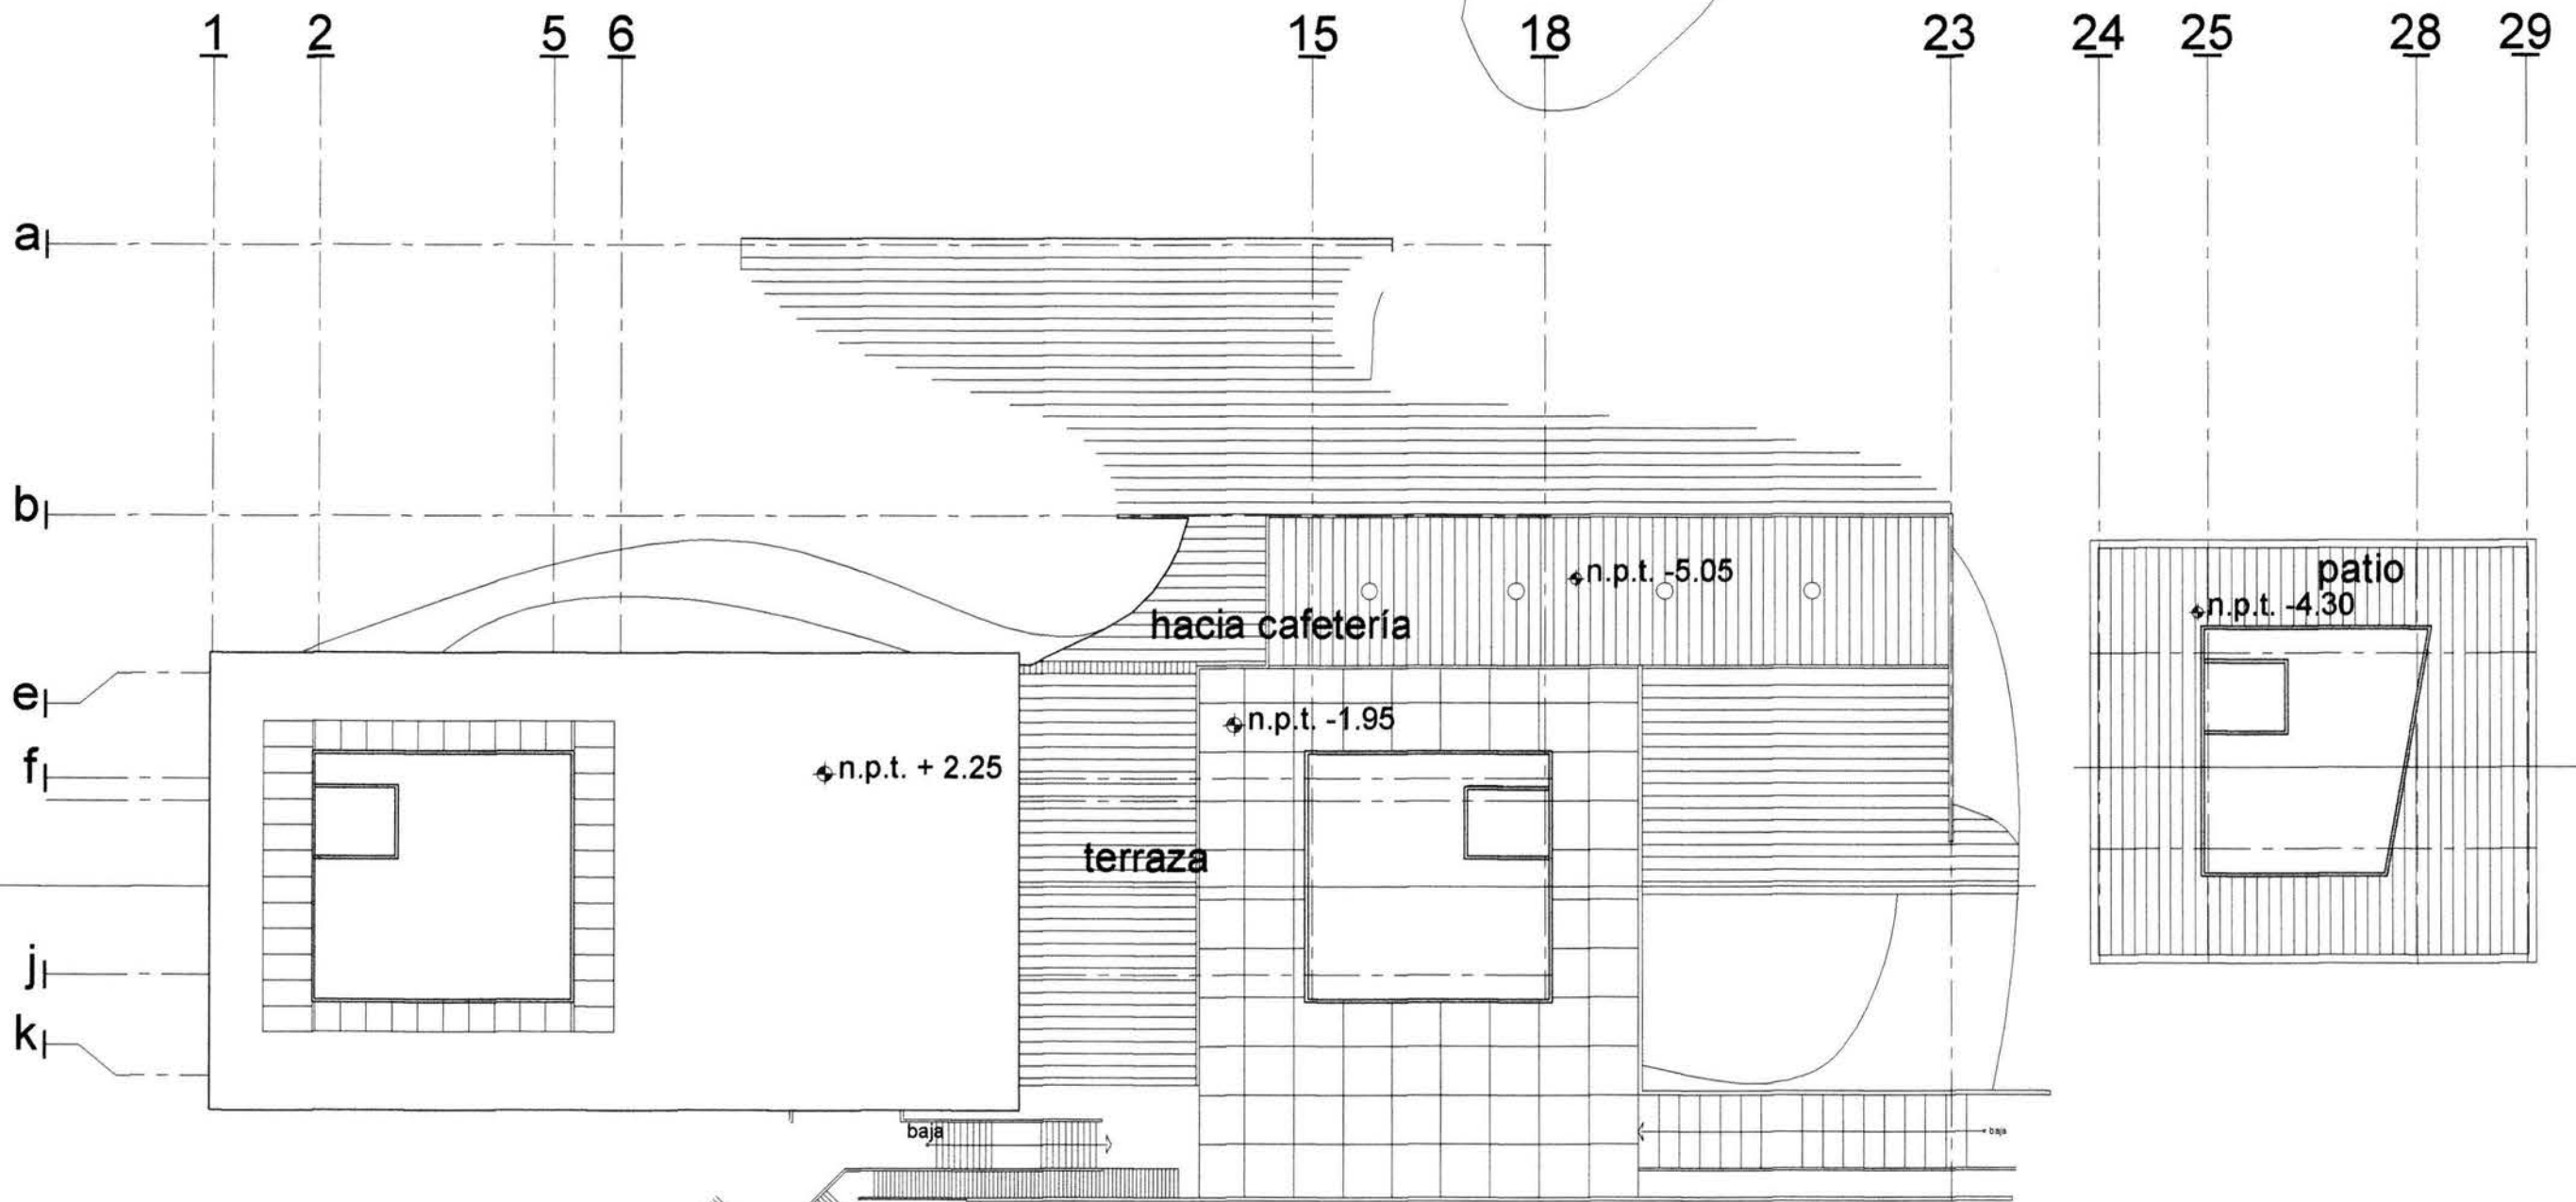 1 2 5 6 15 18 23 24 25 28 29
a
b
n.p.t. -5.05
patio
n.p.t. -4.30
hacia cafetería
e
n.p.t. -1.95
f
n.p.t. + 2.25
terraza
j
k
baja
baja